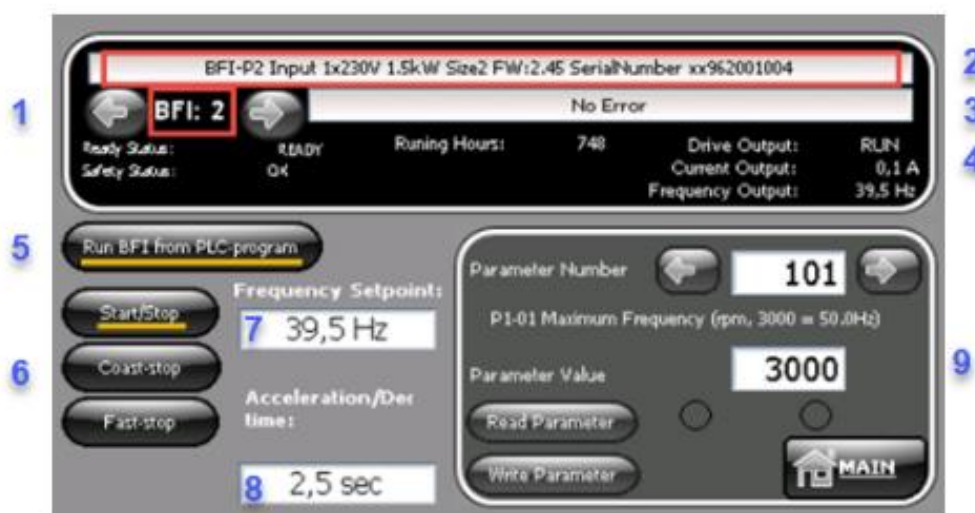 BFI-P2 Input 1x230V 1.5kW Size2 FW:2.45 SerialNumber xx962001004
2
1
BFI: 2
No Error
3
Ready Status:
READY
Runing Hours:
748
Drive Output:
RUN
4
Safety Status:
OK
Current Output:
0,1 A
Frequency Output:
39,5 Hz
5
Run BFI from PLC-program
Parameter Number
101
Start/Stop
Frequency Setpoint:
7
39,5 Hz
P1-01 Maximum Frequency (rpm, 3000 = 50.0Hz)
6
Coast-stop
Parameter Value
3000
9
Acceleration/Dec
time:
Fast-stop
Read Parameter
8
2,5 sec
Write Parameter
MAIN